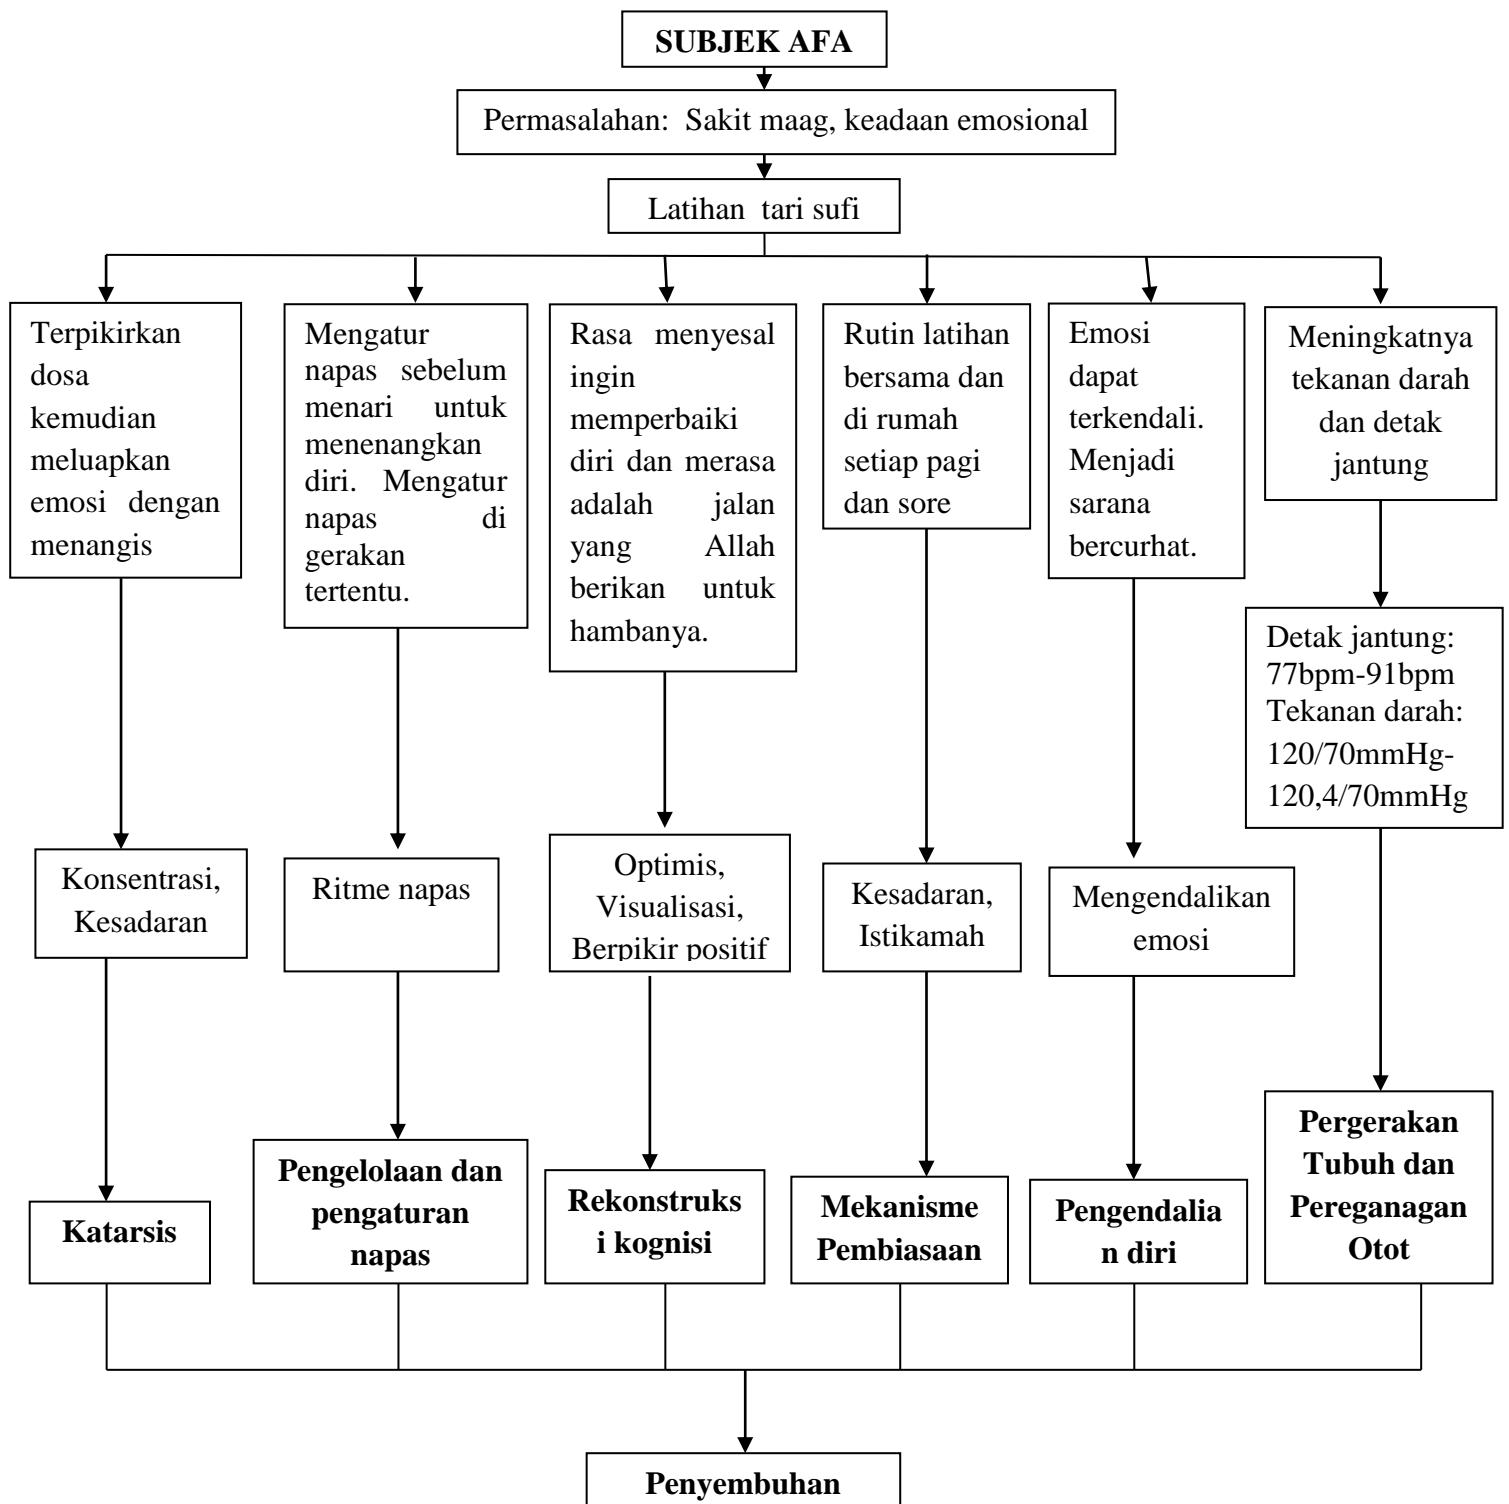 SUBJEK AFA
Permasalahan: Sakit maag, keadaan emosional
Latihan tari sufi
Terpikirkan
dosa
kemudian
meluapkan
emosi dengan
menangis
Mengatur
napas sebelum
menari untuk
menenangkan
diri. Mengatur
napas di
gerakan
tertentu.
Rasa menyesal
ingin
memperbaiki
diri dan merasa
adalah jalan
yang Allah
berikan untuk
hambanya.
Rutin latihan
bersama dan
di rumah
setiap pagi
dan sore
Emosi
dapat
terkendali.
Menjadi
sarana
bercurhat.
Meningkatnya
tekanan darah
dan detak
jantung
Detak jantung:
77bpm-91bpm
Tekanan darah:
120/70mmHg-
120,4/70mmHg
Konsentrasi,
Kesadaran
Ritme napas
Optimis,
Visualisasi,
Berpikir positif
Kesadaran,
Istikamah
Mengendalikan
emosi
Katarsis
Pengelolaan dan
pengaturan
napas
Rekonstruks
i kognisi
Mekanisme
Pembiasaan
Pengendalia
n diri
Pergerakan
Tubuh dan
Pereganagan
Otot
Penyembuhan